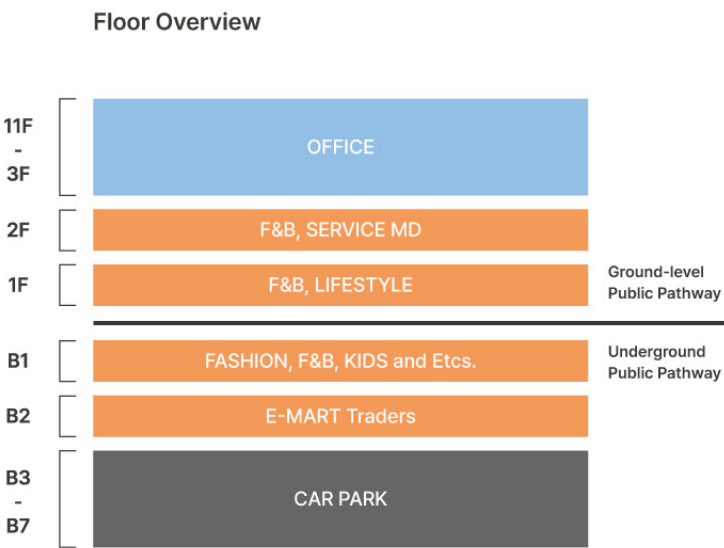 Floor Overview
11F
-
3F
OFFICE
2F
F&B, SERVICE MD
1F
F&B, LIFESTYLE
Ground-level
Public Pathway
B1
FASHION, F&B, KIDS and Etcs.
Underground
Public Pathway
B2
E-MART Traders
B3
-
B7
CAR PARK